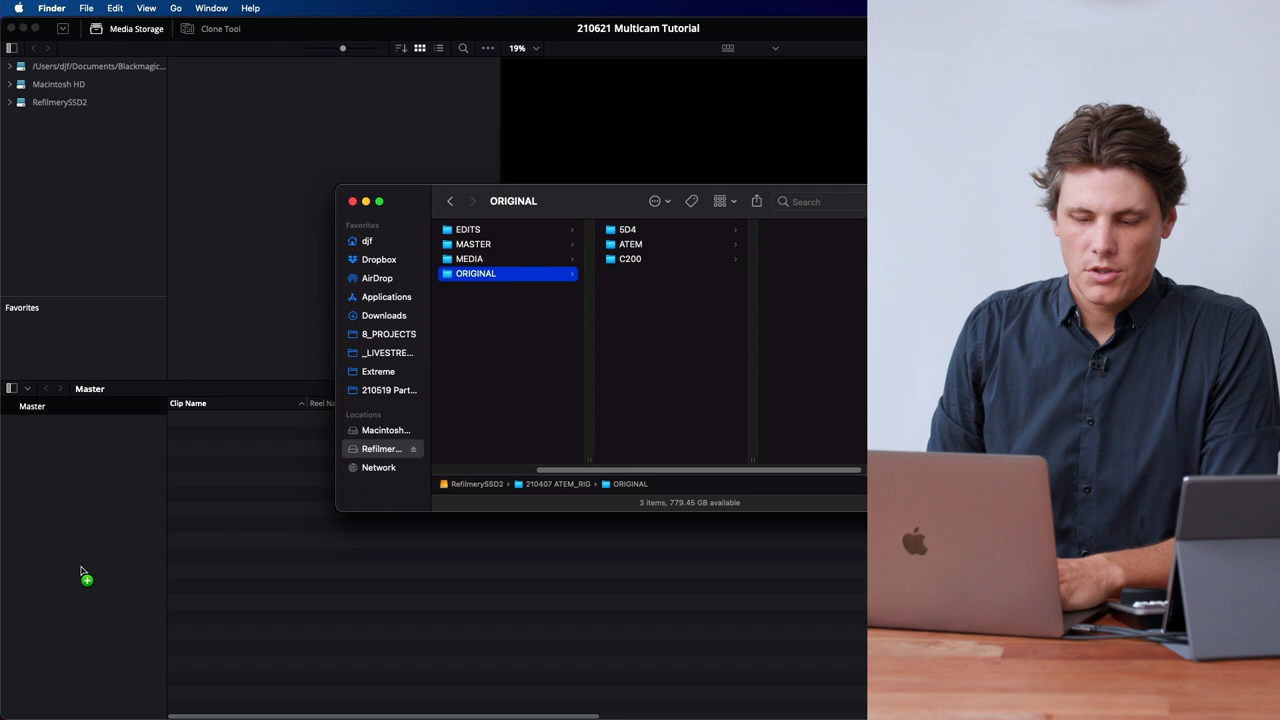 Finder File Edit View Go Window Help
Media Storage Clone Tool 210621 Multicam Tutorial
19%
/Users/djf/Documents/Blackmagic...
Macintosh HD
RefilmerySSD2
Favorites
Master
Master
Clip Name Reel Na
ORIGINAL Search
Favorites
djf
Dropbox
AirDrop
Applications
Downloads
8_PROJECTS
_LIVESTRE...
Extreme
210519 Part...
Locations
Macintosh...
Refilmer...
Network
EDITS
MASTER
MEDIA
ORIGINAL
5D4
ATEM
C200
RefilmerySSD2 › 210407 ATEM_RIG › ORIGINAL
3 items, 779.45 GB available